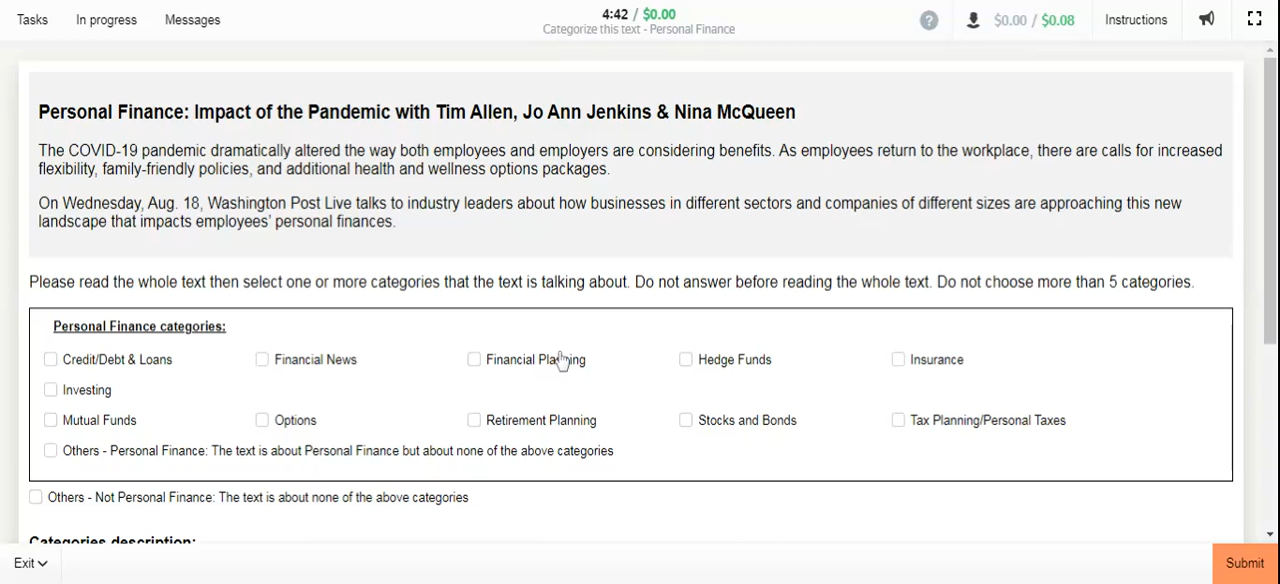 Tasks In progress Messages 4:42 / $0.00 $0.00 / $0.08 Instructions
Categorize this text - Personal Finance
Personal Finance: Impact of the Pandemic with Tim Allen, Jo Ann Jenkins & Nina McQueen
The COVID-19 pandemic dramatically altered the way both employees and employers are considering benefits. As employees return to the workplace, there are calls for increased
flexibility, family-friendly policies, and additional health and wellness options packages.
On Wednesday, Aug. 18, Washington Post Live talks to industry leaders about how businesses in different sectors and companies of different sizes are approaching this new
landscape that impacts employees' personal finances.
Please read the whole text then select one or more categories that the text is talking about. Do not answer before reading the whole text. Do not choose more than 5 categories.
Personal Finance categories:
Credit/Debt & Loans Financial News Financial Planning Hedge Funds Insurance
Investing
Mutual Funds Options Retirement Planning Stocks and Bonds Tax Planning/Personal Taxes
Others - Personal Finance: The text is about Personal Finance but about none of the above categories
Others - Not Personal Finance: The text is about none of the above categories
Categories description:
Exit Submit